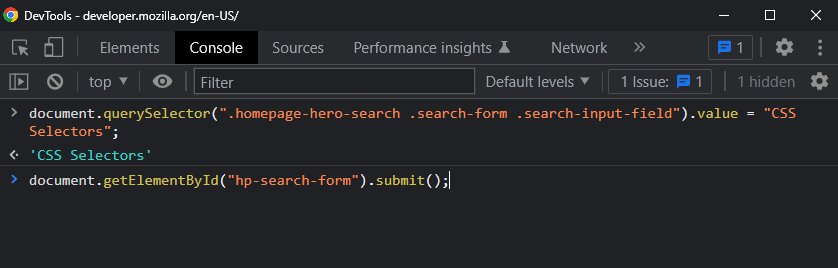 DevTools - developer.mozilla.org/en-US/
Elements Console Sources Performance insights Network » 1
top Filter Default levels 1 Issue: 1 1 hidden
document.querySelector(".homepage-hero-search .search-form .search-input-field").value = "CSS
Selectors";
'CSS Selectors'
document.getElementById("hp-search-form").submit();